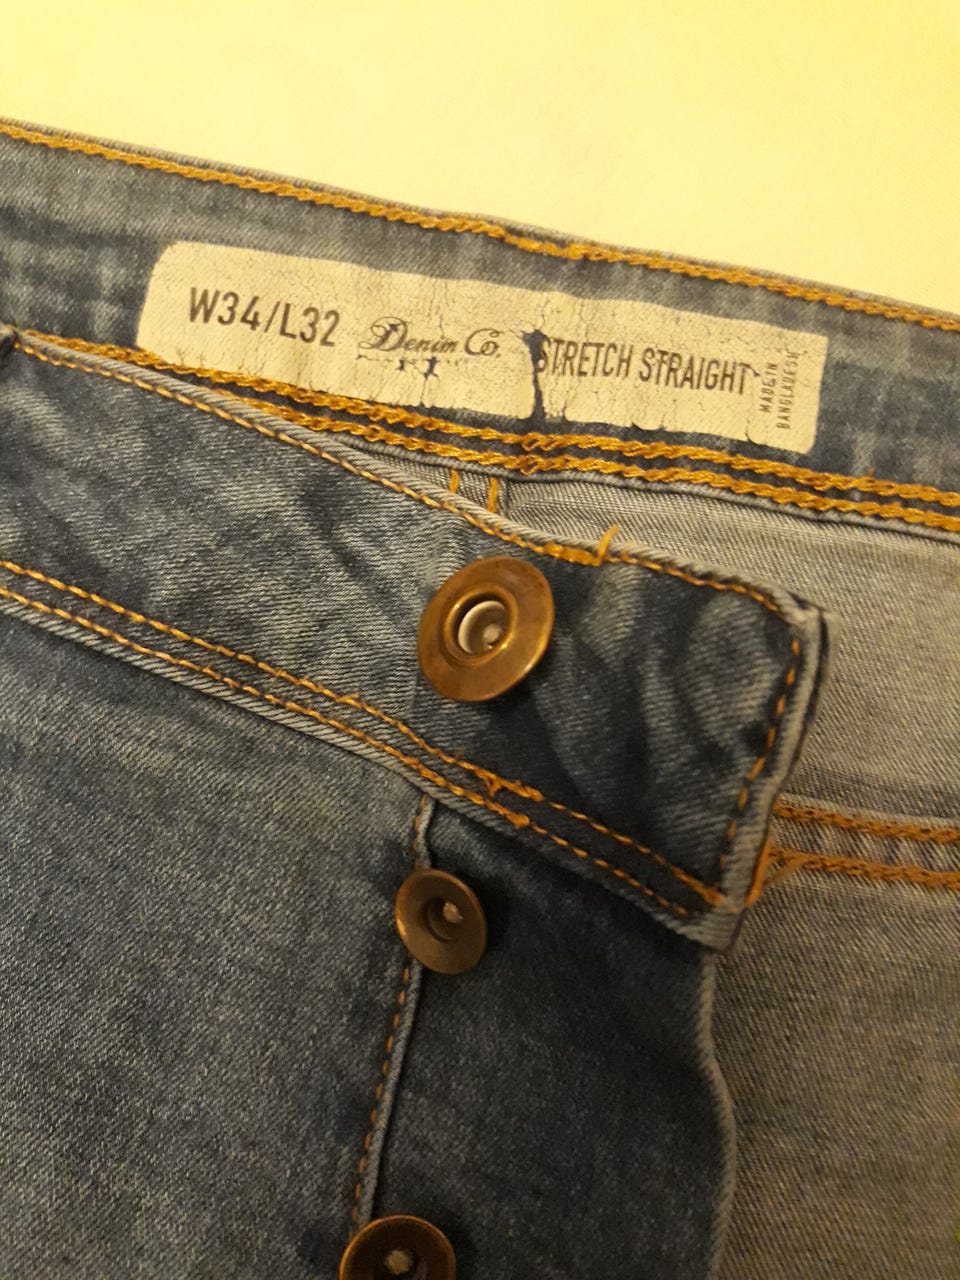 W34/L32 Denim Co. STRETCH STRAIGHT
MADE IN
BANGLADESH